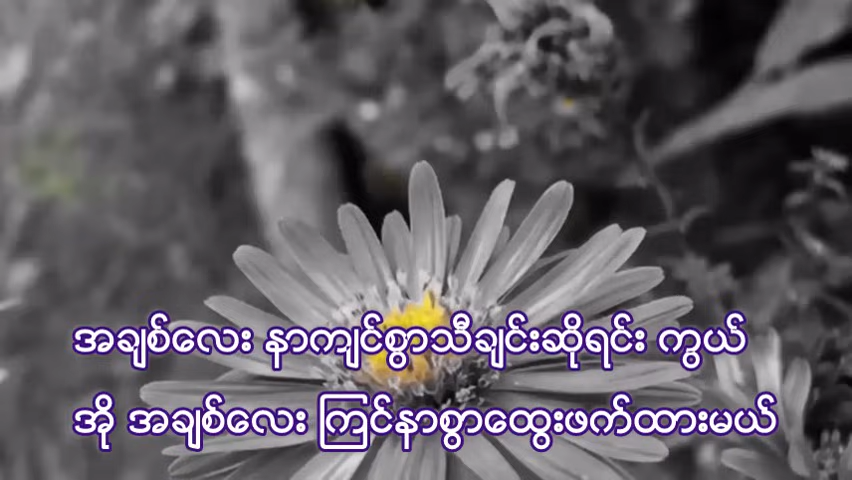 အချစ်လေး နာကျင်စွာသီချင်းဆိုရင်း ကွယ်
အို အချစ်လေး ကြင်နာစွာထွေးဖက်ထားမယ်